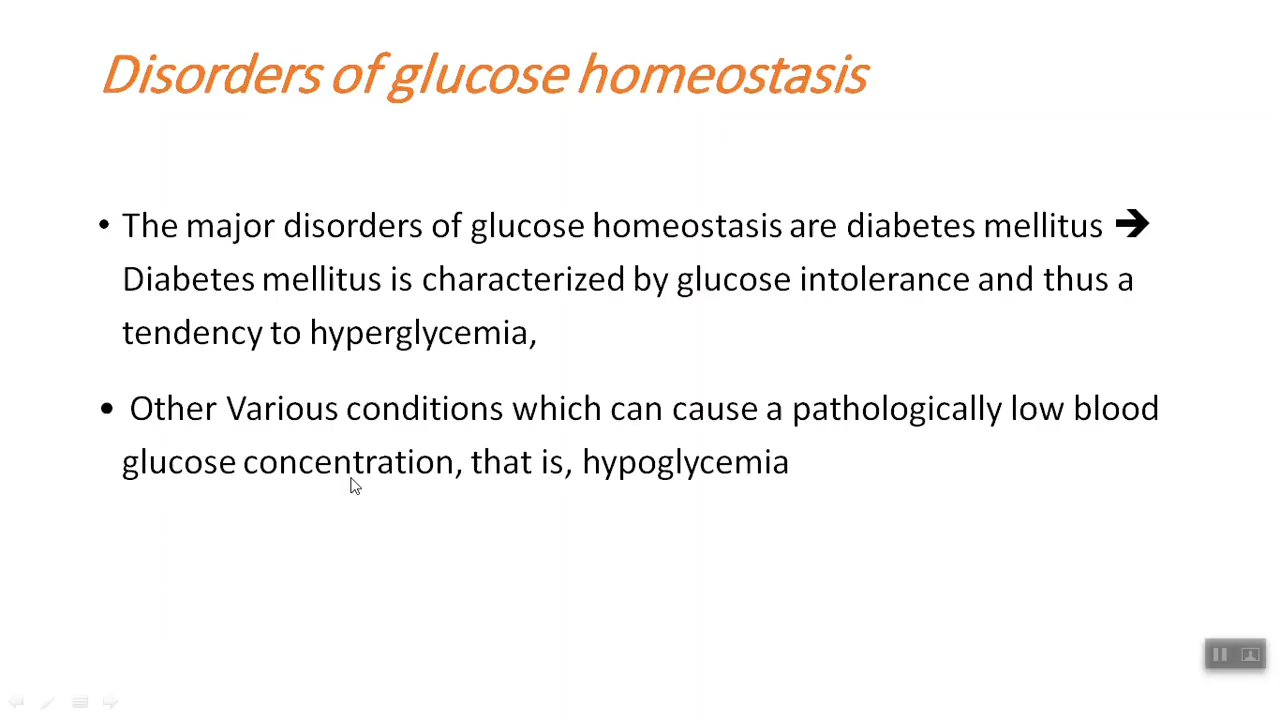 Disorders of glucose homeostasis
• The major disorders of glucose homeostasis are diabetes mellitus ➔
Diabetes mellitus is characterized by glucose intolerance and thus a
tendency to hyperglycemia,
• Other Various conditions which can cause a pathologically low blood
glucose concentration, that is, hypoglycemia